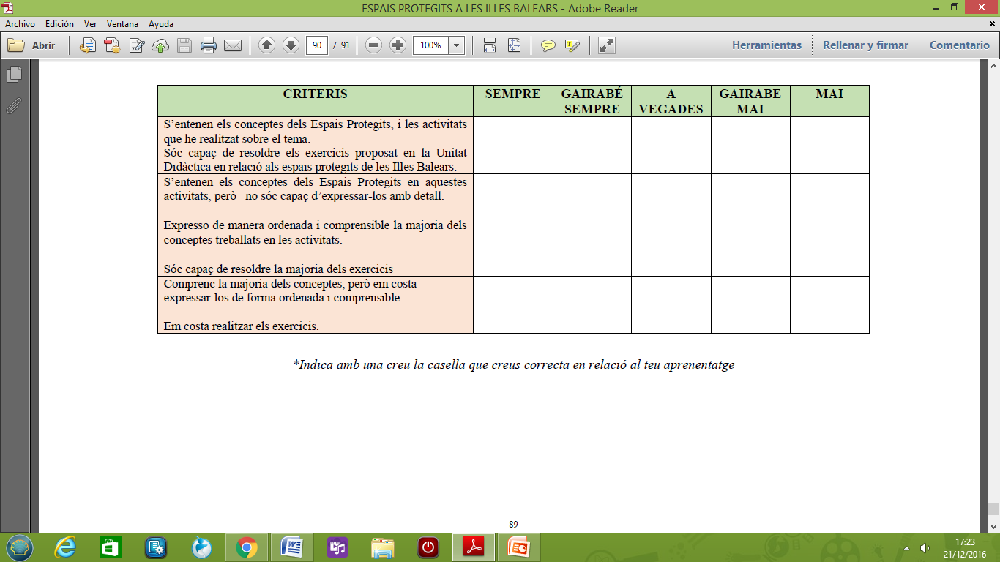 ESPAIS PROTEGITS A LES ILLES BALEARS - Adobe Reader
Archivo Edición Ver Ventana Ayuda
Abrir 90 / 91 100% Herramientas Rellenar y firmar Comentario
CRITERIS SEMPRE GAIRABÉ SEMPRE A VEGADES GAIRABE MAI MAI
S’entenen els conceptes dels Espais Protegits, i les activitats
que he realitzat sobre el tema.
Sóc capaç de resoldre els exercicis proposat en la Unitat
Didàctica en relació als espais protegits de les Illes Balears.
S’entenen els conceptes dels Espais Protegits en aquestes
activitats, però no sóc capaç d’expressar-los amb detall.
Expresso de manera ordenada i comprensible la majoria dels
conceptes treballats en les activitats.
Sóc capaç de resoldre la majoria dels exercicis
Comprenc la majoria dels conceptes, però em costa
expressar-los de forma ordenada i comprensible.
Em costa realitzar els exercicis.
*Indica amb una creu la casella que creus correcta en relació al teu aprenentatge
89
17:23
21/12/2016